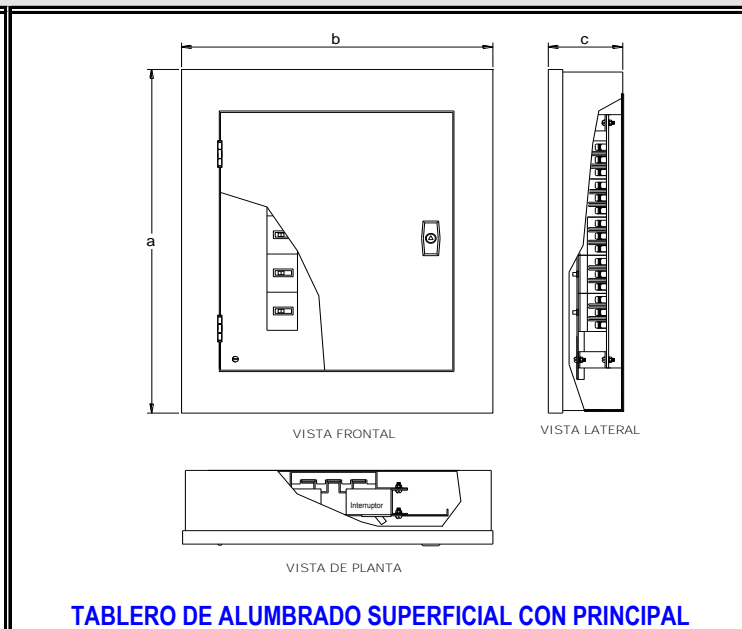 b
c
a
VISTA FRONTAL
VISTA LATERAL
Interruptor
VISTA DE PLANTA
TABLERO DE ALUMBRADO SUPERFICIAL CON PRINCIPAL